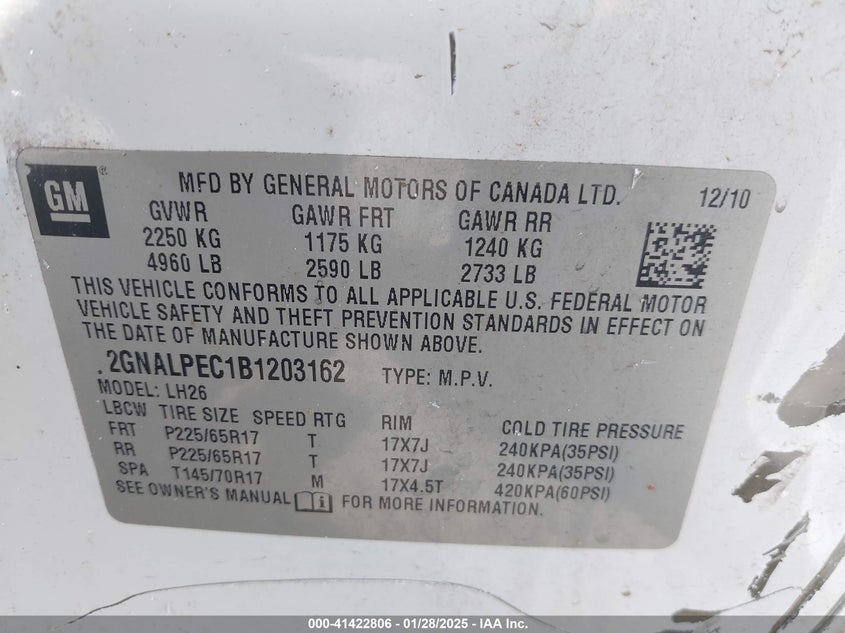 GM
®
MFD BY GENERAL MOTORS OF CANADA LTD. 12/10
GVWR GAWR FRT GAWR RR
2250 KG 1175 KG 1240 KG
4960 LB 2590 LB 2733 LB
THIS VEHICLE CONFORMS TO ALL APPLICABLE U.S. FEDERAL MOTOR
VEHICLE SAFETY AND THEFT PREVENTION STANDARDS IN EFFECT ON
THE DATE OF MANUFACTURE SHOWN ABOVE.
2GNALPEC1B1203162 TYPE: M.P.V.
MODEL: LH26
LBCW TIRE SIZE SPEED RTG RIM COLD TIRE PRESSURE
FRT P225/65R17 T 17X7J 240KPA(35PSI)
RR P225/65R17 T 17X7J 240KPA(35PSI)
SPA T145/70R17 M 17X4.5T 420KPA(60PSI)
SEE OWNER'S MANUAL FOR MORE INFORMATION.
000-41422806 | 01/28/2025 | IAA Inc.